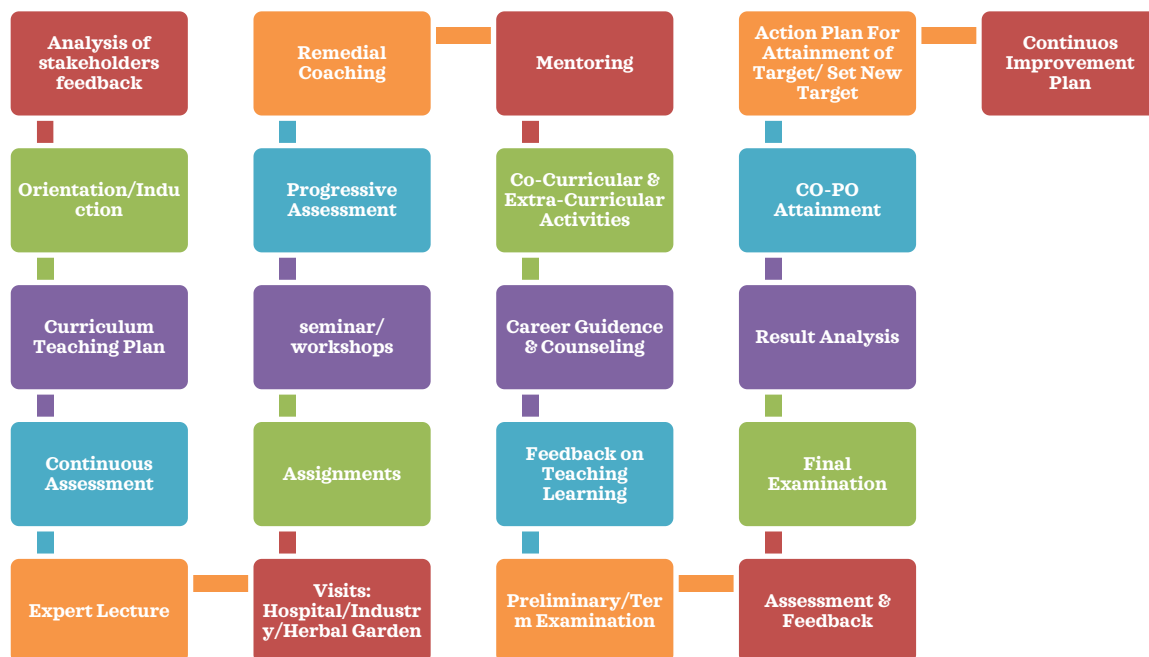 Analysis of
stakeholders
feedback
Orientation/Indu
ction
Curriculum
Teaching Plan
Continuous
Assessment
Expert Lecture
Visits:
Hospital/Industr
y/Herbal Garden
Assignments
seminar/
workshops
Progressive
Assessment
Remedial
Coaching
Mentoring
Co-Curricular &
Extra-Curricular
Activities
Career Guidence
& Counseling
Feedback on
Teaching
Learning
Preliminary/Ter
m Examination
Assessment &
Feedback
Final
Examination
Result Analysis
CO-PO
Attainment
Action Plan For
Attainment of
Target/ Set New
Target
Continuos
Improvement
Plan